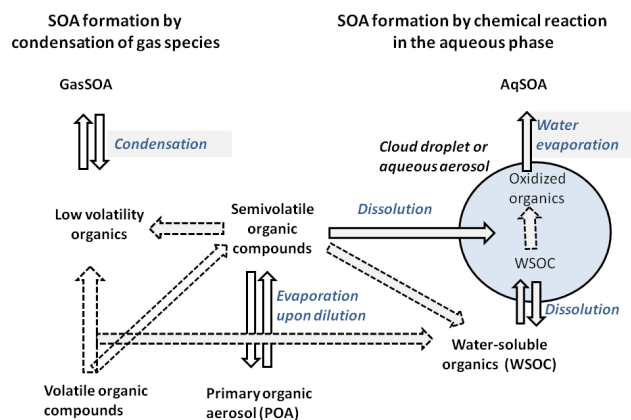 SOA formation by
condensation of gas species
SOA formation by chemical reaction
in the aqueous phase
GasSOA
AqSOA
Condensation
Water
evaporation
Cloud droplet or
aqueous aerosol
Oxidized
organics
Low volatility
organics
Semivolatile
organic
compounds
Dissolution
WSOC
Evaporation
upon dilution
Dissolution
Water-soluble
organics (WSOC)
Volatile organic
compounds
Primary organic
aerosol (POA)